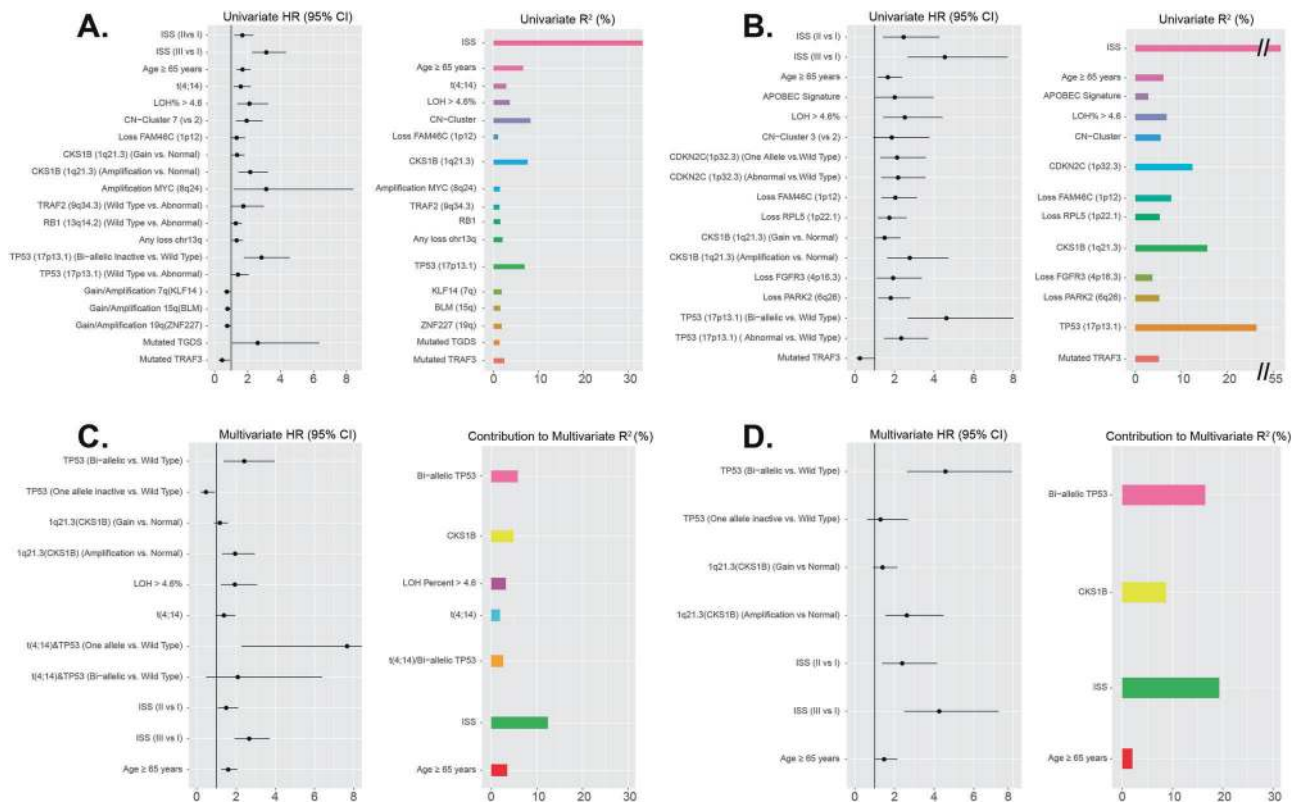 A.
Univariate HR (95% CI)
ISS (IIvs I)
ISS (III vs I)
Age ≥ 65 years
t(4;14)
LOH% > 4.6
CN−Cluster 7 (vs 2)
Loss FAM46C (1p12)
CKS1B (1q21.3) (Gain vs Normal)
CKS1B (1q21.3) (Amplification vs. Normal)
Amplification MYC (8q24)
TRAF2 (9q34.3) (Wild Type vs. Abnormal)
RB1 (13q14.2) (Wild Type vs. Abnormal)
Any loss chr13q
TP53 (17p13.1) (Bi−allelic Inactive vs. Wild Type)
TP53 (17p13.1) (Wild Type vs. Abnormal)
Gain/Amplification 7q(KLF14 )
Gain/Amplification 15q(BLM)
Gain/Amplification 19q(ZNF227)
Mutated TGDS
Mutated TRAF3
0 2 4 6 8
Univariate R² (%)
ISS
Age ≥ 65 years
t(4;14)
LOH > 4.6%
CN−Cluster
Loss FAM46C (1p12)
CKS1B (1q21.3)
Amplification MYC (8q24)
TRAF2 (9q34.3)
RB1
Any loss chr13q
TP53 (17p13.1)
KLF14 (7q)
BLM (15q)
ZNF227 (19q)
Mutated TGDS
Mutated TRAF3
0 10 20 30
B.
Univariate HR (95% CI)
ISS (II vs I)
ISS (III vs I)
Age ≥ 65 years
APOBEC Signature
LOH > 4.6%
CN−Cluster 3 (vs 2)
CDKN2C(1p32.3) (One Allele vs.Wild Type)
CDKN2C (1p32.3) (Abnormal vs.Wild Type)
Loss FAM46C (1p12)
Loss RPL5 (1p22.1)
CKS1B (1q21.3) (Gain vs. Normal)
CKS1B (1q21.3) (Amplification vs. Normal)
Loss FGFR3 (4p16.3)
Loss PARK2 (6q26)
TP53 (17p13.1) (Bi−allelic vs. Wild Type)
TP53 (17p13.1) ( Abnormal vs. Wild Type)
Mutated TRAF3
0 2 4 6 8
Univariate R² (%)
ISS
Age ≥ 65 years
APOBEC Signature
LOH% > 4.6
CN−Cluster
CDKN2C (1p32.3)
Loss FAM46C (1p12)
Loss RPL5 (1p22.1)
CKS1B (1q21.3)
Loss FGFR3 (4p16.3)
Loss PARK2 (6q26)
TP53 (17p13.1)
Mutated TRAF3
//
//
0 10 20 55
C.
Multivariate HR (95% CI)
TP53 (Bi−allelic vs. Wild Type)
TP53 (One allele inactive vs. Wild Type)
1q21.3(CKS1B) (Gain vs Normal)
1q21.3(CKS1B) (Amplification vs. Normal)
LOH > 4.6%
t(4;14)
t(4;14)&TP53 (One allele vs. Wild Type)
t(4;14)&TP53 (Bi−allelic vs. Wild Type)
ISS (II vs I)
ISS (III vs I)
Age ≥ 65 years
0 2 4 6 8
Contribution to Multivariate R² (%)
Bi−allelic TP53
CKS1B
LOH Percent > 4.6
t(4;14)
t(4;14)/Bi−allelic TP53
ISS
Age ≥ 65 years
0 10 20 30
D.
Multivariate HR (95% CI)
TP53 (Bi−allelic vs. Wild Type)
TP53 (One allele inactive vs. Wild Type)
1q21.3(CKS1B) (Gain vs Normal)
1q21.3(CKS1B) (Amplification vs Normal)
ISS (II vs I)
ISS (III vs I)
Age ≥ 65 years
0 2 4 6 8
Contribution to Multivariate R² (%)
Bi−allelic TP53
CKS1B
ISS
Age ≥ 65 years
0 10 20 30